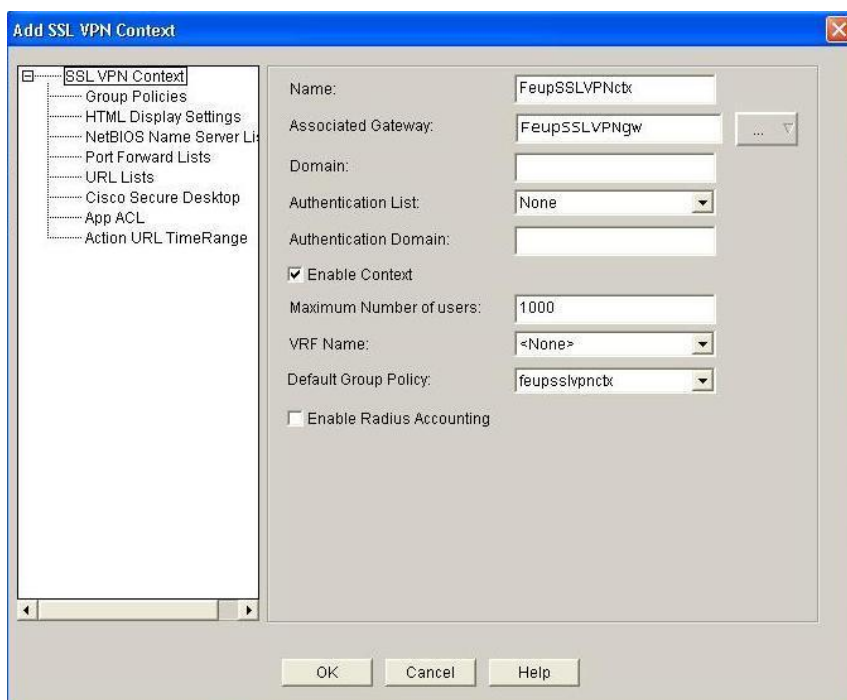 Add SSL VPN Context
SSL VPN Context
Group Policies
HTML Display Settings
NetBIOS Name Server Li
Port Forward Lists
URL Lists
Cisco Secure Desktop
App ACL
Action URL TimeRange
Name: FeupSSLVPNctx
Associated Gateway: FeupSSLVPNgw ...
Domain:
Authentication List: None
Authentication Domain:
Enable Context
Maximum Number of users: 1000
VRF Name: <None>
Default Group Policy: feupsslvpnctx
Enable Radius Accounting
OK Cancel Help